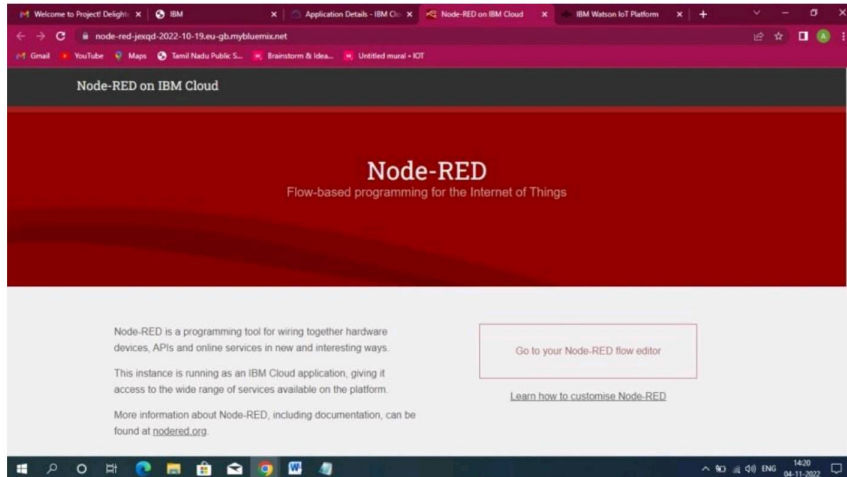 Welcome to Project! Delight
IBM
Application Details - IBM Clo
Node-RED on IBM Cloud
IBM Watson IoT Platform
node-red-jexqd-2022-10-19.eu-gb.mybluemix.net
Gmail
YouTube
Maps
Tamil Nadu Public S...
Brainstorm & Idea...
Untitled mural • IOT
Node-RED on IBM Cloud
Node-RED
Flow-based programming for the Internet of Things
Node-RED is a programming tool for wiring together hardware
devices, APIs and online services in new and interesting ways.
This instance is running as an IBM Cloud application, giving it
access to the wide range of services available on the platform.
More information about Node-RED, including documentation, can be
found at nodered.org.
Go to your Node-RED flow editor
Learn how to customise Node-RED
ENG
14:20
04-11-2022